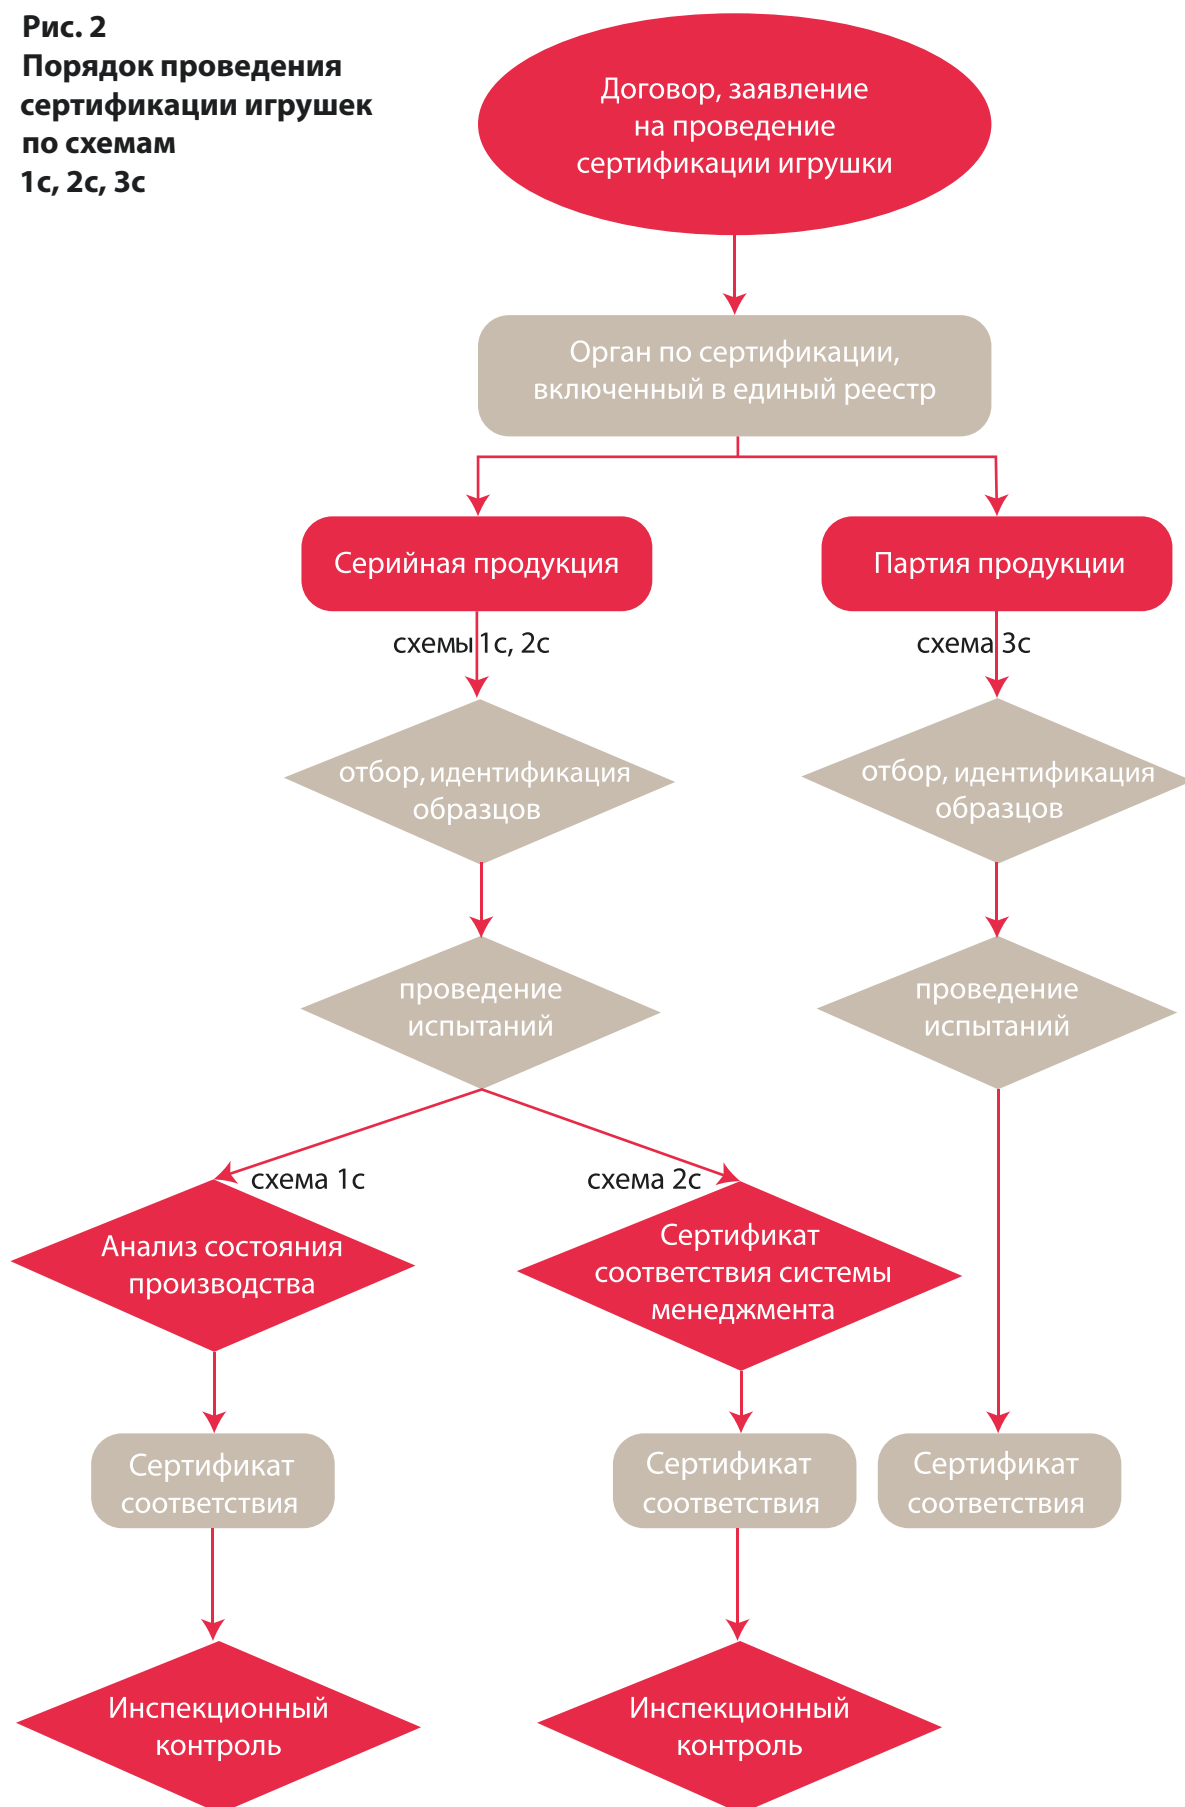 Рис. 2
Порядок проведения
сертификации игрушек
по схемам
1с, 2с, 3с
Договор, заявление
на проведение
сертификации игрушки
Орган по сертификации,
включенный в единый реестр
Серийная продукция
Партия продукции
схемы 1с, 2с
схема 3с
отбор, идентификация
образцов
отбор, идентификация
образцов
проведение
испытаний
проведение
испытаний
схема 1с
схема 2с
Анализ состояния
производства
Сертификат
соответствия системы
менеджмента
Сертификат
соответствия
Сертификат
соответствия
Сертификат
соответствия
Инспекционный
контроль
Инспекционный
контроль